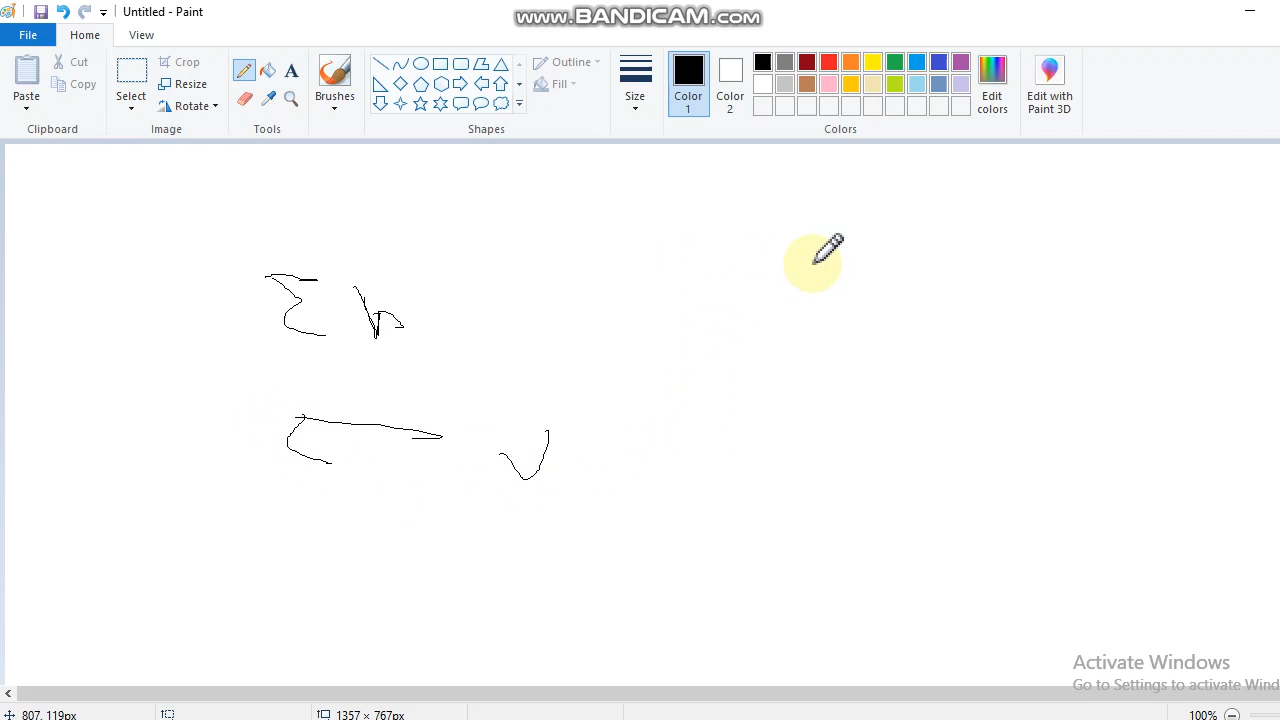 Untitled - Paint
WWW.BANDICAM.COM
File
Home
View
Paste
Cut
Copy
Clipboard
Select
Crop
Resize
Rotate
Image
A
Tools
Brushes
Outline
Fill
Shapes
Size
Color 1
Color 2
Edit colors
Colors
Edit with Paint 3D
Activate Windows
Go to Settings to activate Wind
807, 119px
1357 × 767px
100%